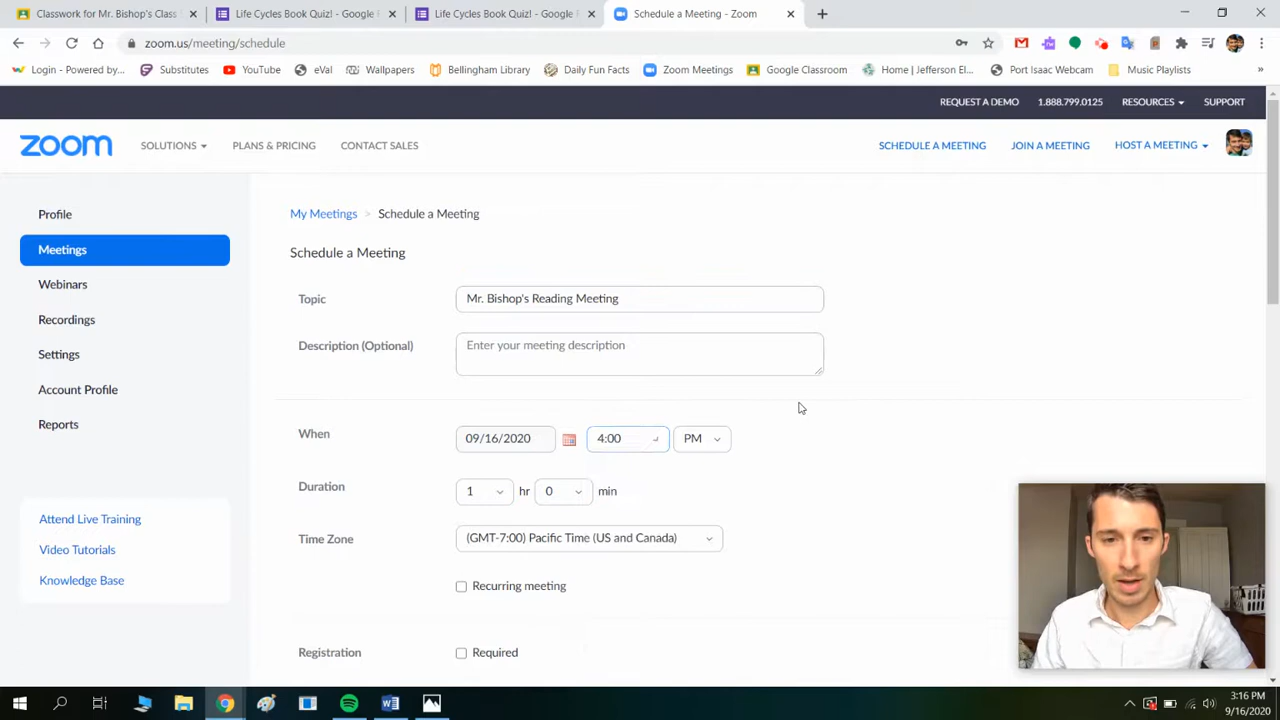 Classwork for Mr. Bishop's Class
Life Cycles Book Quiz! - Google F
Life Cycles Book Quiz! - Google F
Schedule a Meeting - Zoom
zoom.us/meeting/schedule
Login - Powered by...
Substitutes
YouTube
eVal
Wallpapers
Bellingham Library
Daily Fun Facts
Zoom Meetings
Google Classroom
Home | Jefferson El...
Port Isaac Webcam
Music Playlists
REQUEST A DEMO
1.888.799.0125
RESOURCES
SUPPORT
zoom
SOLUTIONS
PLANS & PRICING
CONTACT SALES
SCHEDULE A MEETING
JOIN A MEETING
HOST A MEETING
Profile
Meetings
Webinars
Recordings
Settings
Account Profile
Reports
Attend Live Training
Video Tutorials
Knowledge Base
My Meetings > Schedule a Meeting
Schedule a Meeting
Topic
Mr. Bishop's Reading Meeting
Description (Optional)
Enter your meeting description
When
09/16/2020
4:00
PM
Duration
1 hr 0 min
Time Zone
(GMT-7:00) Pacific Time (US and Canada)
Recurring meeting
Registration
Required
3:16 PM
9/16/2020